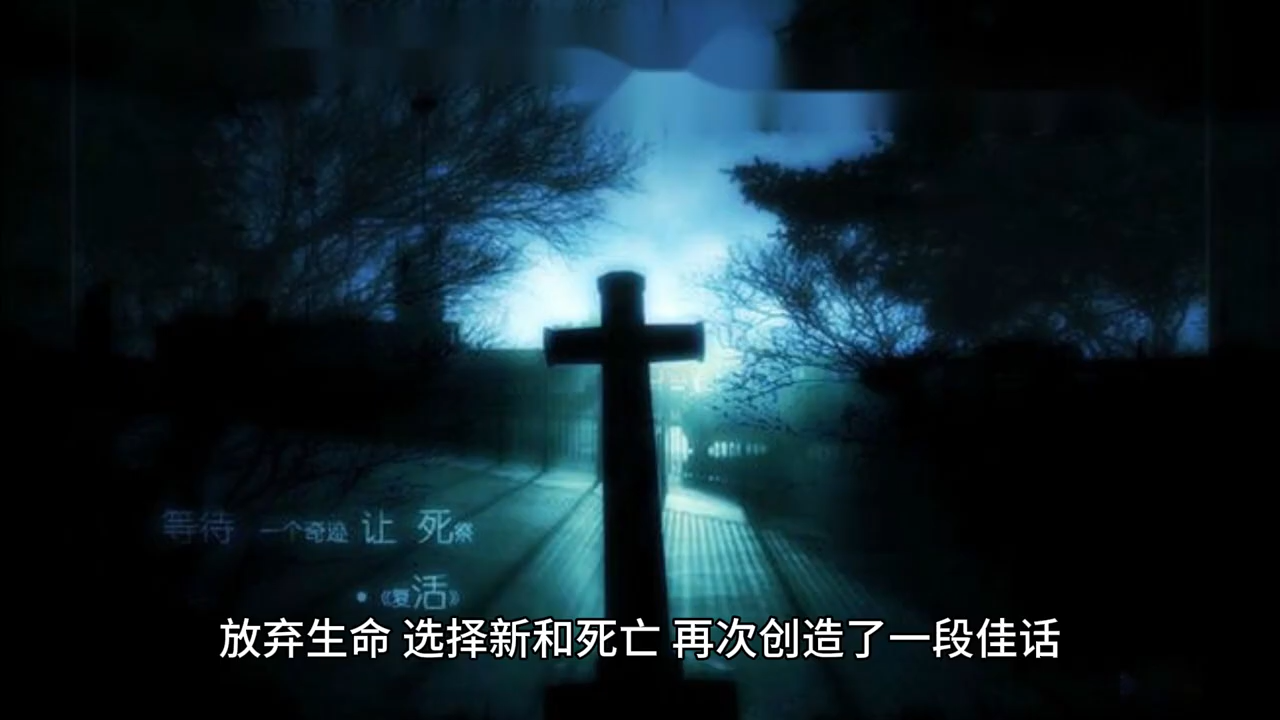 等待 一个奇迹 让 死祭
• 《复活》
放弃生命 选择新和死亡 再次创造了一段佳话